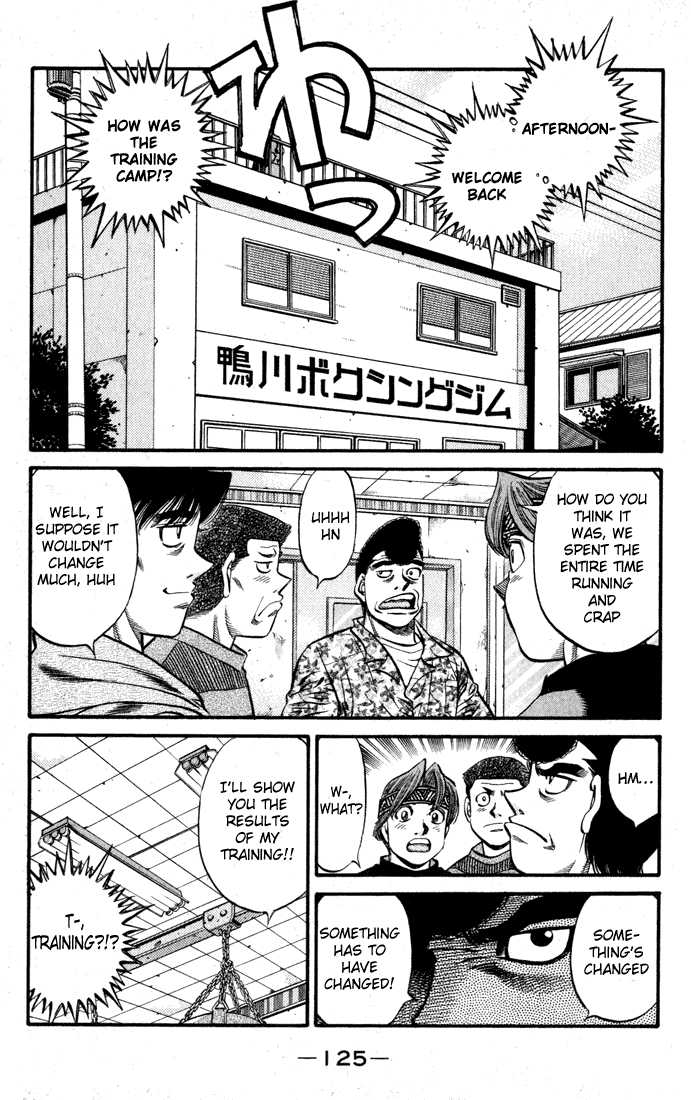 わっ
AFTERNOON-
WELCOME
BACK
HOW WAS
THE
TRAINING
CAMP!?
鴨川ボクシングジム
HOW DO YOU
THINK IT
WAS, WE
SPENT THE
ENTIRE TIME
RUNNING
AND
CRAP
UHHH
HN
WELL, I
SUPPOSE IT
WOULDN'T
CHANGE
MUCH, HUH
HM...
W-,
WHAT?
SOME-
THING'S
CHANGED
SOMETHING
HAS TO
HAVE
CHANGED!
I'LL SHOW
YOU THE
RESULTS
OF MY
TRAINING!!
T-,
TRAINING?!?
—125—